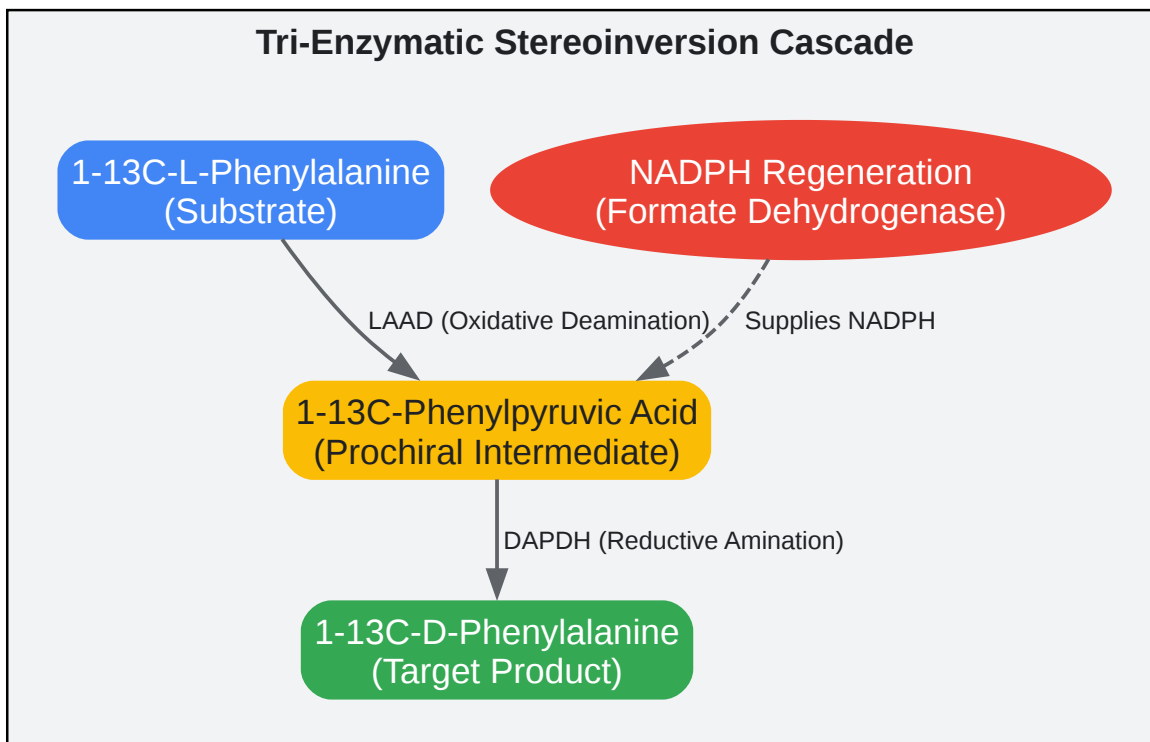 Tri-Enzymatic Stereoinversion Cascade
1-13C-L-Phenylalanine
(Substrate)
NADPH Regeneration
(Formate Dehydrogenase)
LAAD (Oxidative Deamination)
Supplies NADPH
1-13C-Phenylpyruvic Acid
(Prochiral Intermediate)
DAPDH (Reductive Amination)
1-13C-D-Phenylalanine
(Target Product)